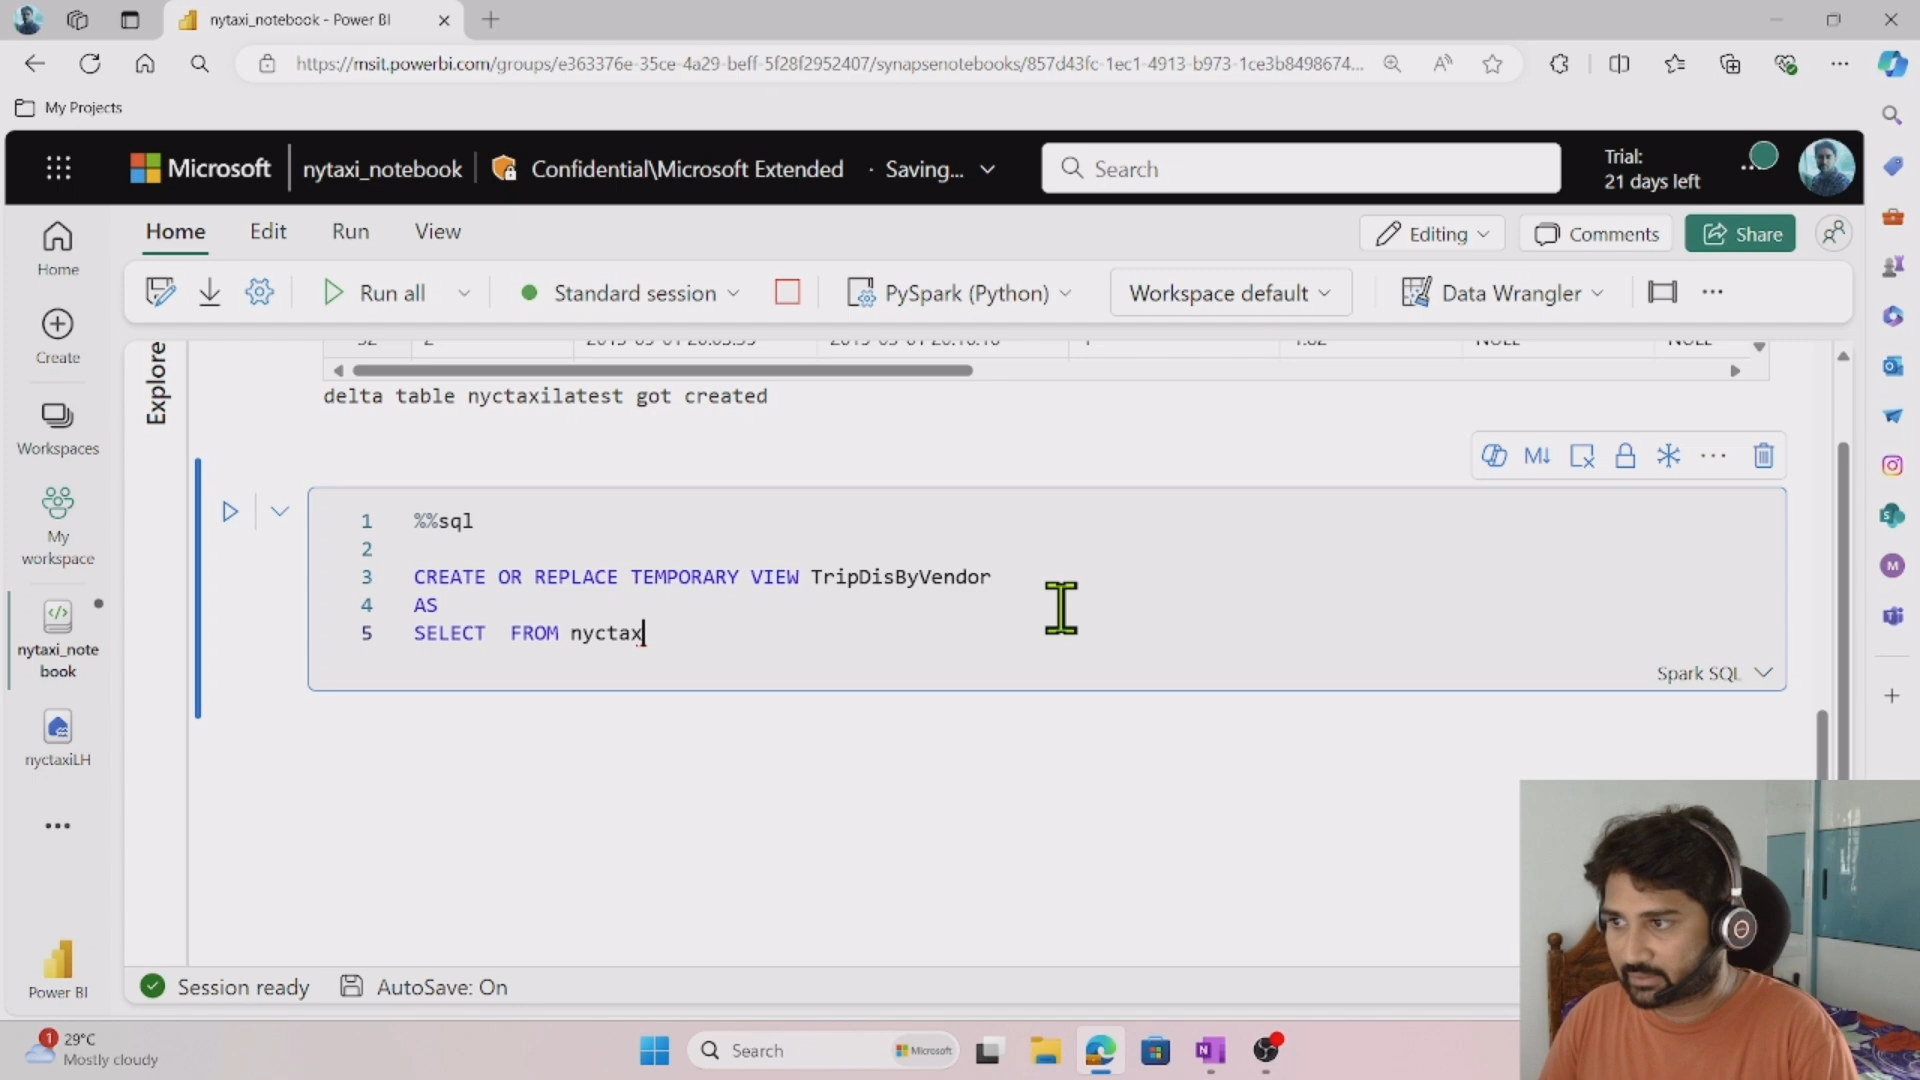 nytaxi_notebook - Power BI
https://msit.powerbi.com/groups/e363376e-35ce-4a29-beff-5f28f2952407/synapsenotebooks/857d43fc-1ec1-4913-b973-1ce3b8498674...
My Projects
Microsoft nytaxi_notebook Confidential\Microsoft Extended · Saving... Search
Trial:
21 days left
Home Edit Run View Editing Comments Share
Run all Standard session PySpark (Python) Workspace default Data Wrangler
Home
Create
Workspaces
My
workspace
nytaxi_note
book
nyctaxiLH
Power BI
Explore
delta table nyctaxilatest got created
M↓
1 %%sql
2
3 CREATE OR REPLACE TEMPORARY VIEW TripDisByVendor
4 AS
5 SELECT  FROM nyctax
Spark SQL
Session ready AutoSave: On
1
29°C
Mostly cloudy
Search Microsoft
N
M